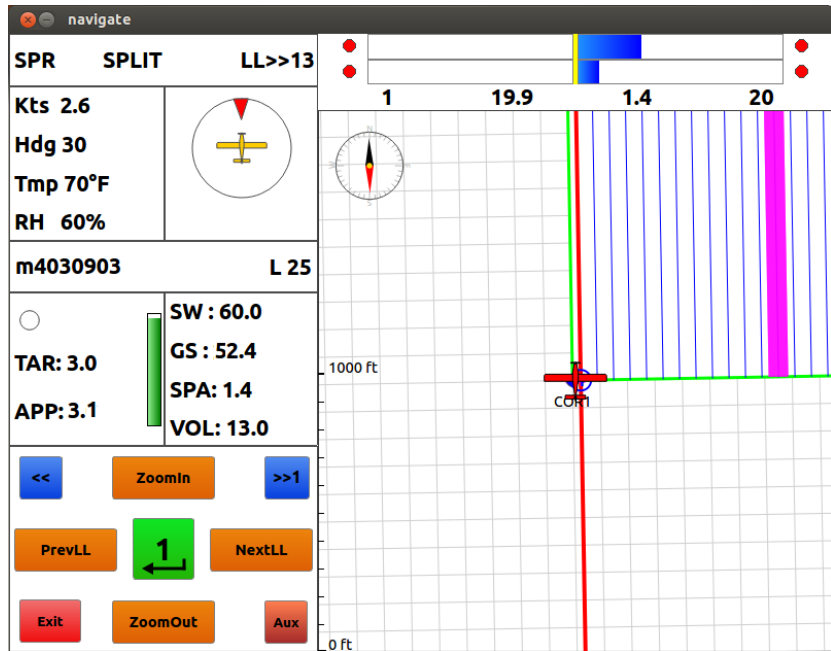 navigate
SPR SPLIT LL>>13
1 19.9 1.4 20
Kts 2.6
Hdg 30
Tmp 70°F
RH 60%
N
W
S
m4030903 L 25
SW : 60.0
GS : 52.4
TAR: 3.0
SPA: 1.4
APP: 3.1
VOL: 13.0
1000 ft
COR1
<< ZoomIn >>1
PrevLL 1 NextLL
Exit ZoomOut Aux
0 ft